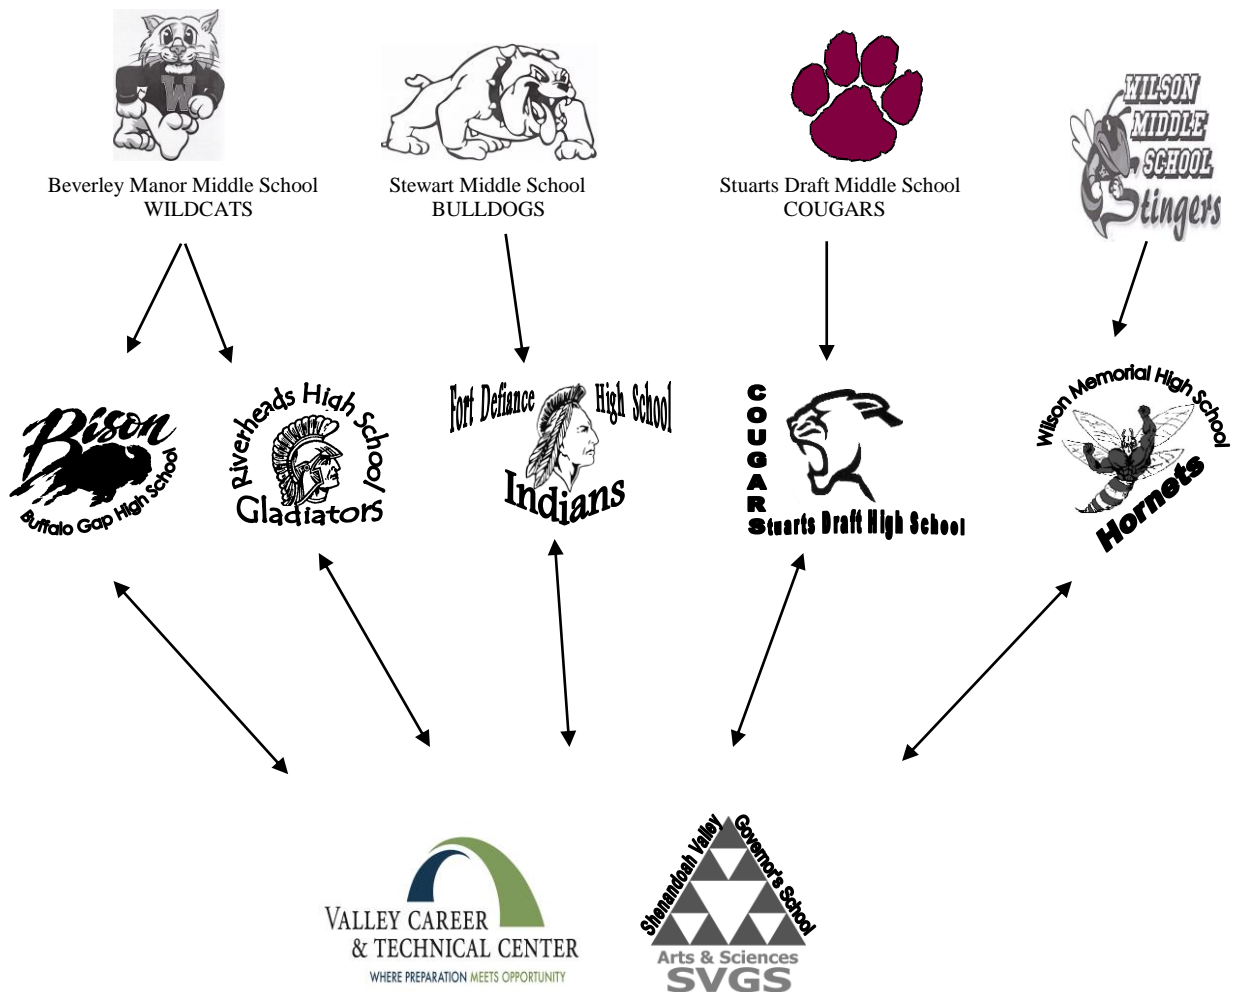 W
Beverley Manor Middle School
WILDCATS
Stewart Middle School
BULLDOGS
Stuarts Draft Middle School
COUGARS
WILSON
MIDDLE
SCHOOL
Stingers
Bison
Buffalo Gap High School
Riverheads High School
Gladiators
Fort Defiance High School
Indians
COUGARS
Stuarts Draft High School
Wilson Memorial High School
Hornets
VALLEY CAREER
& TECHNICAL CENTER
WHERE PREPARATION MEETS OPPORTUNITY
Shenandoah Valley
Governor's School
Arts & Sciences
SVGS